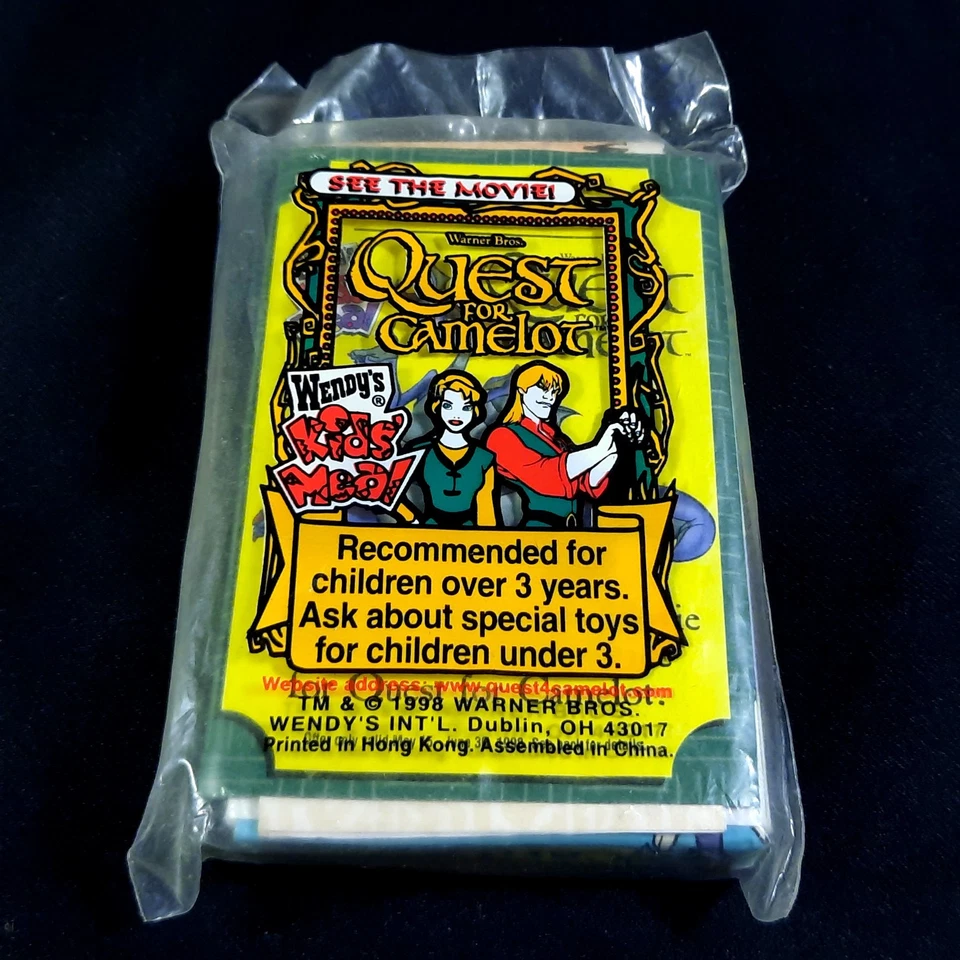 SEE THE MOVIE!
Warner Bros.
QUEST
FOR
CAMELOT
WENDY'S®
Kids'
Meal
Recommended for
children over 3 years.
Ask about special toys
for children under 3.
Website address: www.quest4camelot.com
TM & © 1998 WARNER BROS.
WENDY'S INT'L. Dublin, OH 43017
Printed in Hong Kong. Assembled in China.